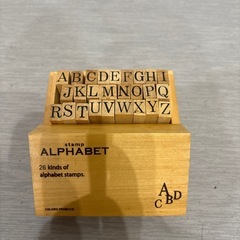 ABCDEFGHI
JKLMNOPQ
RSTUVWXYZ
stamp
ALPHABET
26 kinds of
alphabet stamps.
A
C B D